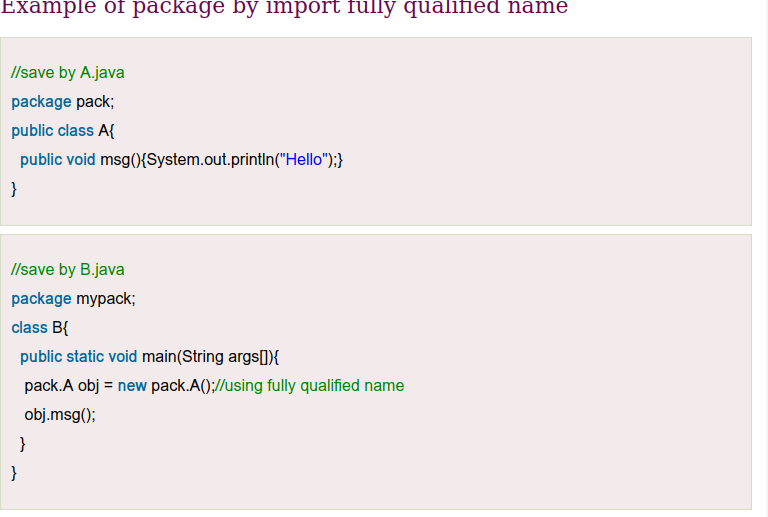 Example of package by import fully qualified name
//save by A.java
package pack;
public class A{
public void msg(){System.out.println("Hello");}
}
//save by B.java
package mypack;
class B{
public static void main(String args[]){
pack.A obj = new pack.A();//using fully qualified name
obj.msg();
}
}